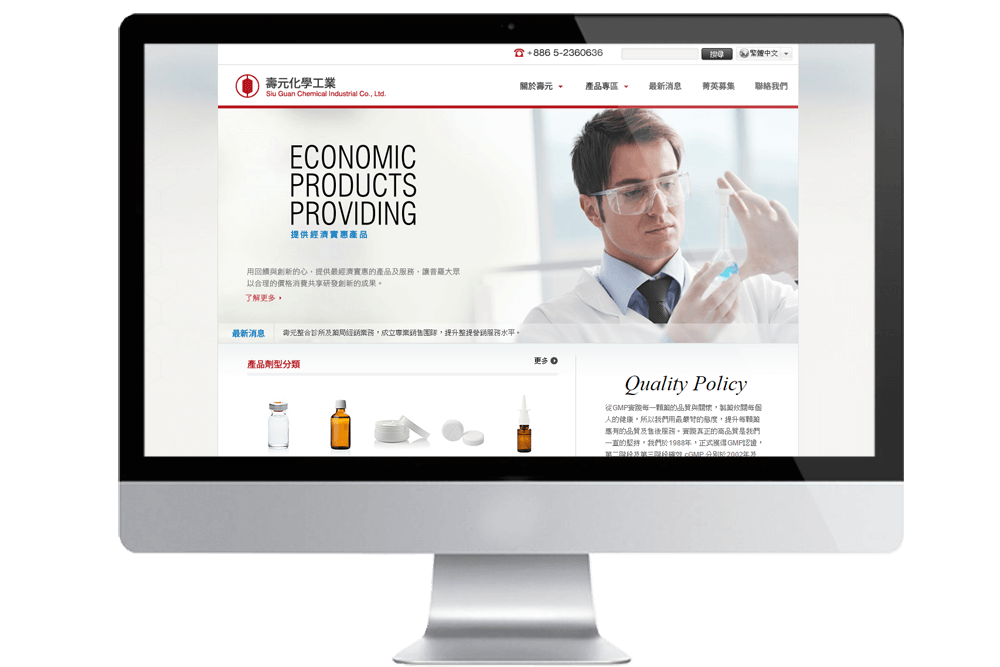 +886 5-2360636
搜尋
繁體中文
壽元化學工業
Siu Guan Chemical Industrial Co., Ltd.
關於壽元
產品專區
最新消息
菁英募集
聯絡我們
ECONOMIC
PRODUCTS
PROVIDING
提供經濟實惠產品
用回饋與創新的心，提供最經濟實惠的產品及服務，讓普羅大眾
以合理的價格消費共享研發創新的成果。
了解更多
最新消息
壽元整合診所及藥局經銷業務，成立專業銷售團隊，提升整體營銷服務水平。
產品劑型分類
更多
Quality Policy
從GMP實踐每一顆藥的品質與關懷，製藥攸關每個
人的健康，所以我們用最嚴苛的態度，提升每顆藥
應有的品質及售後服務。實踐真正的高品質是我們
一直的堅持，我們於1988年，正式獲得GMP認證，
第二階段及第三階段確效 cGMP 分別於2002年及